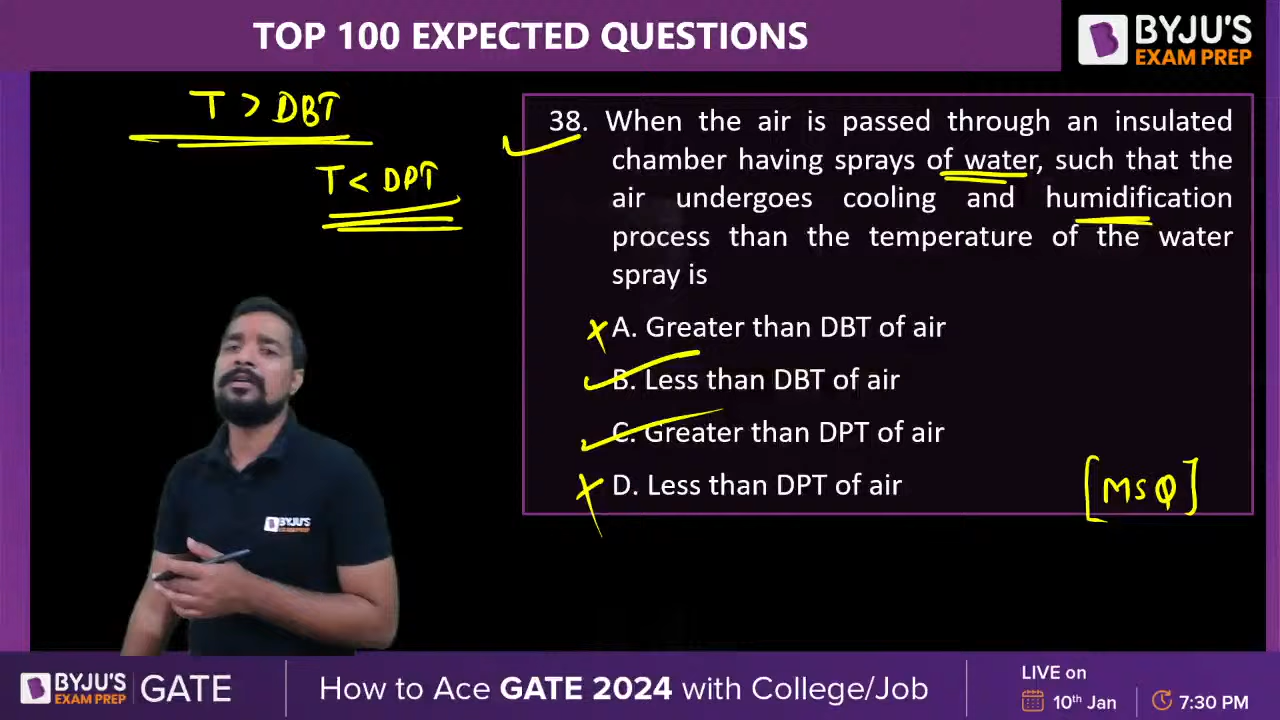 TOP 100 EXPECTED QUESTIONS
BYJU'S
EXAM PREP
T > DBT
T < DPT
38. When the air is passed through an insulated
chamber having sprays of water, such that the
air undergoes cooling and humidification
process than the temperature of the water
spray is
A. Greater than DBT of air
B. Less than DBT of air
C. Greater than DPT of air
D. Less than DPT of air
[MSQ]
BYJU'S
BYJU'S
EXAM PREP
GATE
How to Ace GATE 2024 with College/Job
LIVE on
10th Jan
7:30 PM